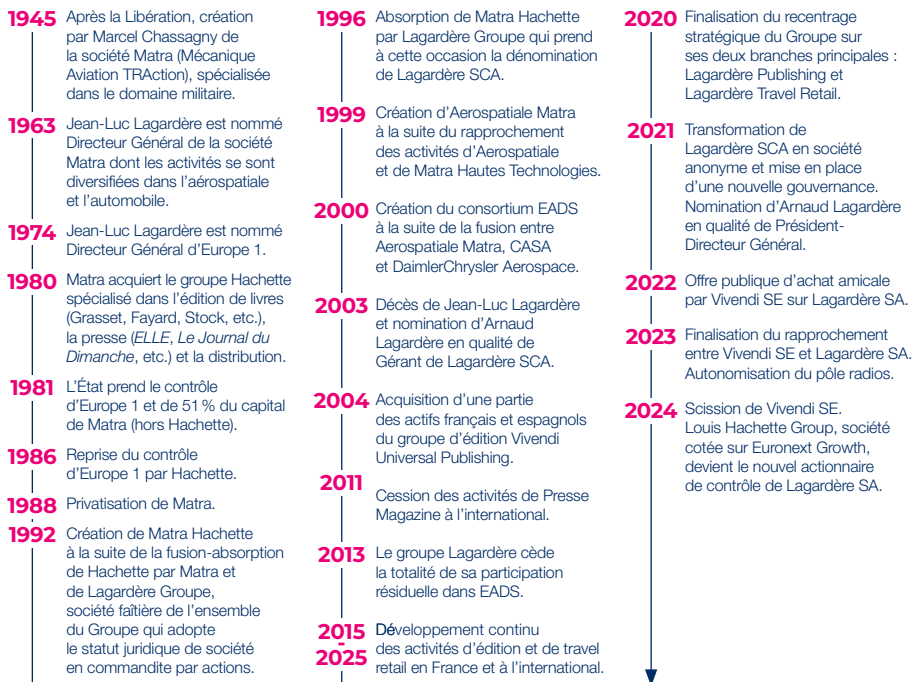 1945 Après la Libération, création
par Marcel Chassagny de
la société Matra (Mécanique
Aviation TRAction), spécialisée
dans le domaine militaire.
1963 Jean-Luc Lagardère est nommé
Directeur Général de la société
Matra dont les activités se sont
diversifiées dans l’aérospatiale
et l’automobile.
1974 Jean-Luc Lagardère est nommé
Directeur Général d’Europe 1.
1980 Matra acquiert le groupe Hachette
spécialisé dans l’édition de livres
(Grasset, Fayard, Stock, etc.),
la presse (ELLE, Le Journal du
Dimanche, etc.) et la distribution.
1981 L’État prend le contrôle
d’Europe 1 et de 51 % du capital
de Matra (hors Hachette).
1986 Reprise du contrôle
d’Europe 1 par Hachette.
1988 Privatisation de Matra.
1992 Création de Matra Hachette
à la suite de la fusion-absorption
de Hachette par Matra et
de Lagardère Groupe,
société faîtière de l’ensemble
du Groupe qui adopte
le statut juridique de société
en commandite par actions.
1996 Absorption de Matra Hachette
par Lagardère Groupe qui prend
à cette occasion la dénomination
de Lagardère SCA.
1999 Création d’Aerospatiale Matra
à la suite du rapprochement
des activités d’Aerospatiale
et de Matra Hautes Technologies.
2000 Création du consortium EADS
à la suite de la fusion entre
Aerospatiale Matra, CASA
et DaimlerChrysler Aerospace.
2003 Décès de Jean-Luc Lagardère
et nomination d’Arnaud
Lagardère en qualité de
Gérant de Lagardère SCA.
2004 Acquisition d’une partie
des actifs français et espagnols
du groupe d’édition Vivendi
Universal Publishing.
2011
Cession des activités de Presse
Magazine à l’international.
2013 Le groupe Lagardère cède
la totalité de sa participation
résiduelle dans EADS.
2015 Développement continu
-
2025 des activités d’édition et de travel
retail en France et à l’international.
2020 Finalisation du recentrage
stratégique du Groupe sur
ses deux branches principales :
Lagardère Publishing et
Lagardère Travel Retail.
2021 Transformation de
Lagardère SCA en société
anonyme et mise en place
d’une nouvelle gouvernance.
Nomination d’Arnaud Lagardère
en qualité de Président-
Directeur Général.
2022 Offre publique d’achat amicale
par Vivendi SE sur Lagardère SA.
2023 Finalisation du rapprochement
entre Vivendi SE et Lagardère SA.
Autonomisation du pôle radios.
2024 Scission de Vivendi SE.
Louis Hachette Group, société
cotée sur Euronext Growth,
devient le nouvel actionnaire
de contrôle de Lagardère SA.